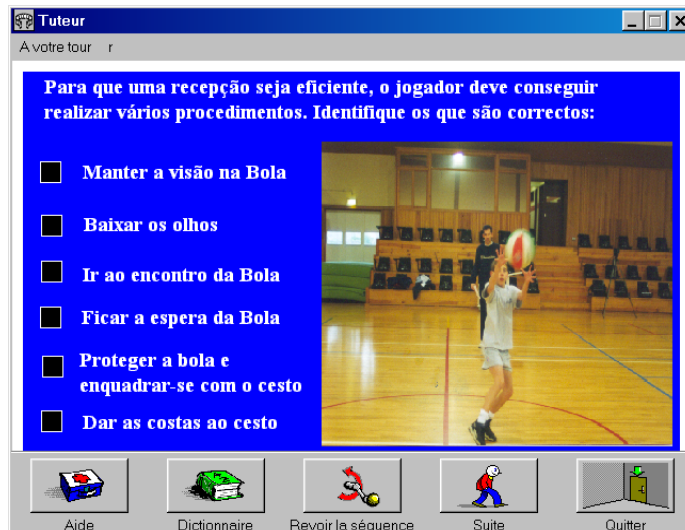 Tuteur
A votre tour r
Para que uma recepção seja eficiente, o jogador deve conseguir
realizar vários procedimentos. Identifique os que são correctos:
Manter a visão na Bola
Baixar os olhos
Ir ao encontro da Bola
Ficar a espera da Bola
Proteger a bola e
enquadrar-se com o cesto
Dar as costas ao cesto
Aide Dictionnaire Revoir la séquence Suite Quitter